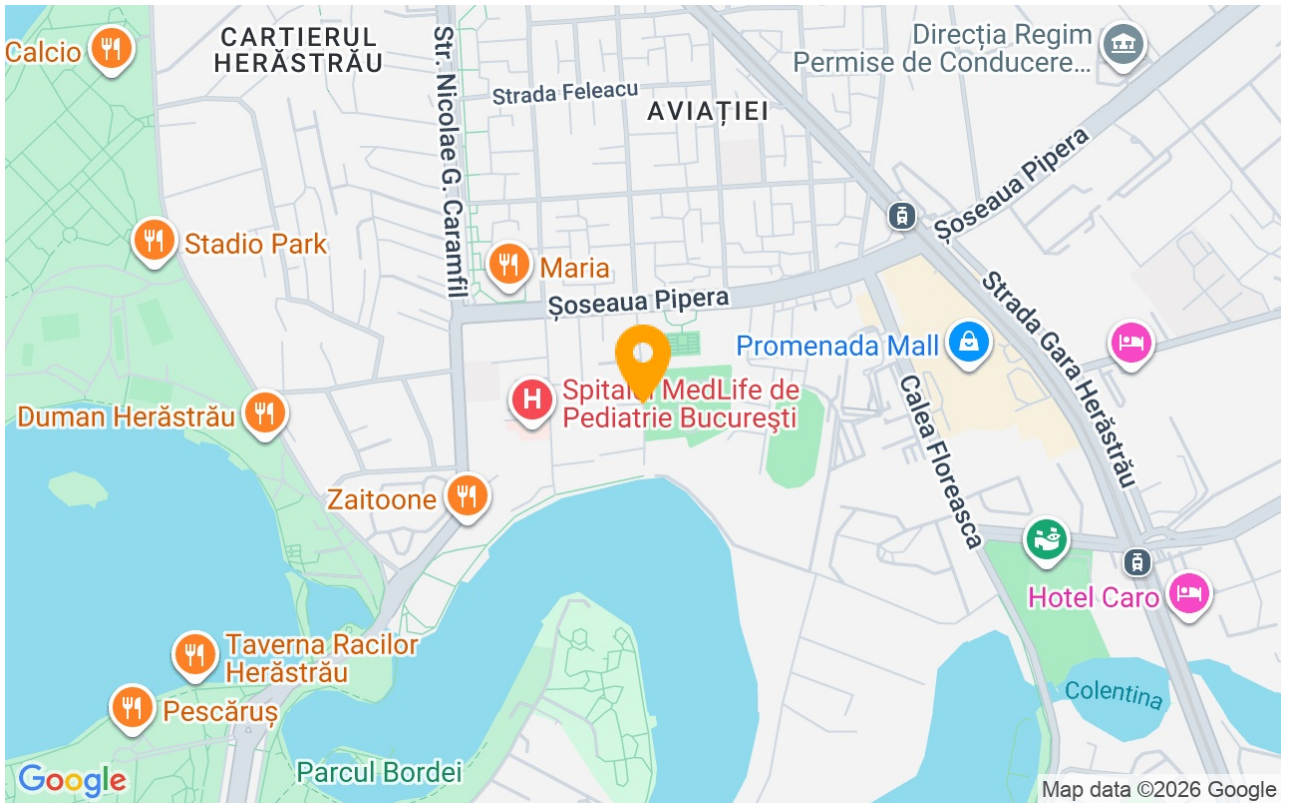 Calcio
CARTIERUL
HERĂSTRĂU
Str. Nicolae G. Caramfil
Strada Feleacu
AVIAȚIEI
Direcția Regim
Permise de Conducere...
Șoseaua Pipera
Stadio Park
Maria
Șoseaua Pipera
Strada Gara Herăstrău
Promenada Mall
Calea Floreasca
H
Spitalul MedLife de
Pediatrie Bucureşti
Duman Herăstrău
Zaitoone
Hotel Caro
Taverna Racilor
Herăstrău
Pescăruș
Colentina
Parcul Bordei
Google
Map data ©2026 Google